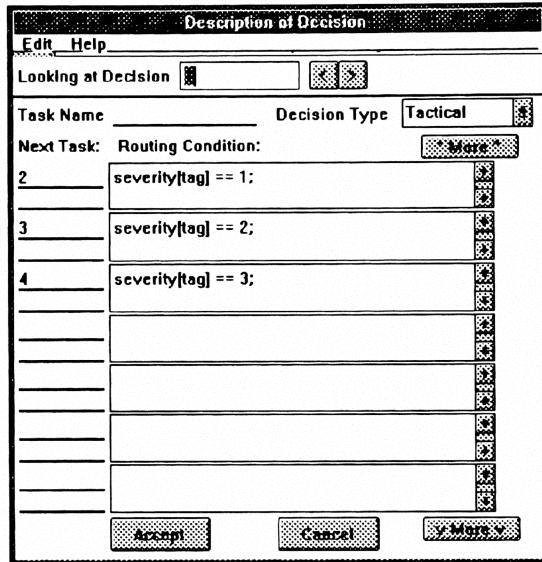 Description of Decision
Edit Help
Looking at Decision < >
Task Name Decision Type Tactical
Next Task: Routing Condition: ^ More ^
2 severity[tag] == 1;
3 severity[tag] == 2;
4 severity[tag] == 3;
Accept Cancel v More v